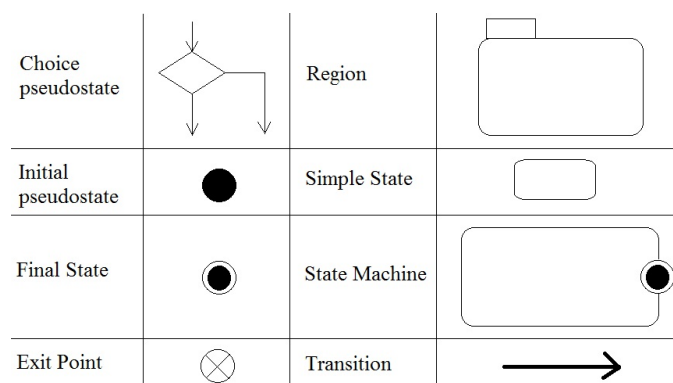 Choice
pseudostate
Region
Initial
pseudostate
Simple State
Final State
State Machine
Exit Point
Transition